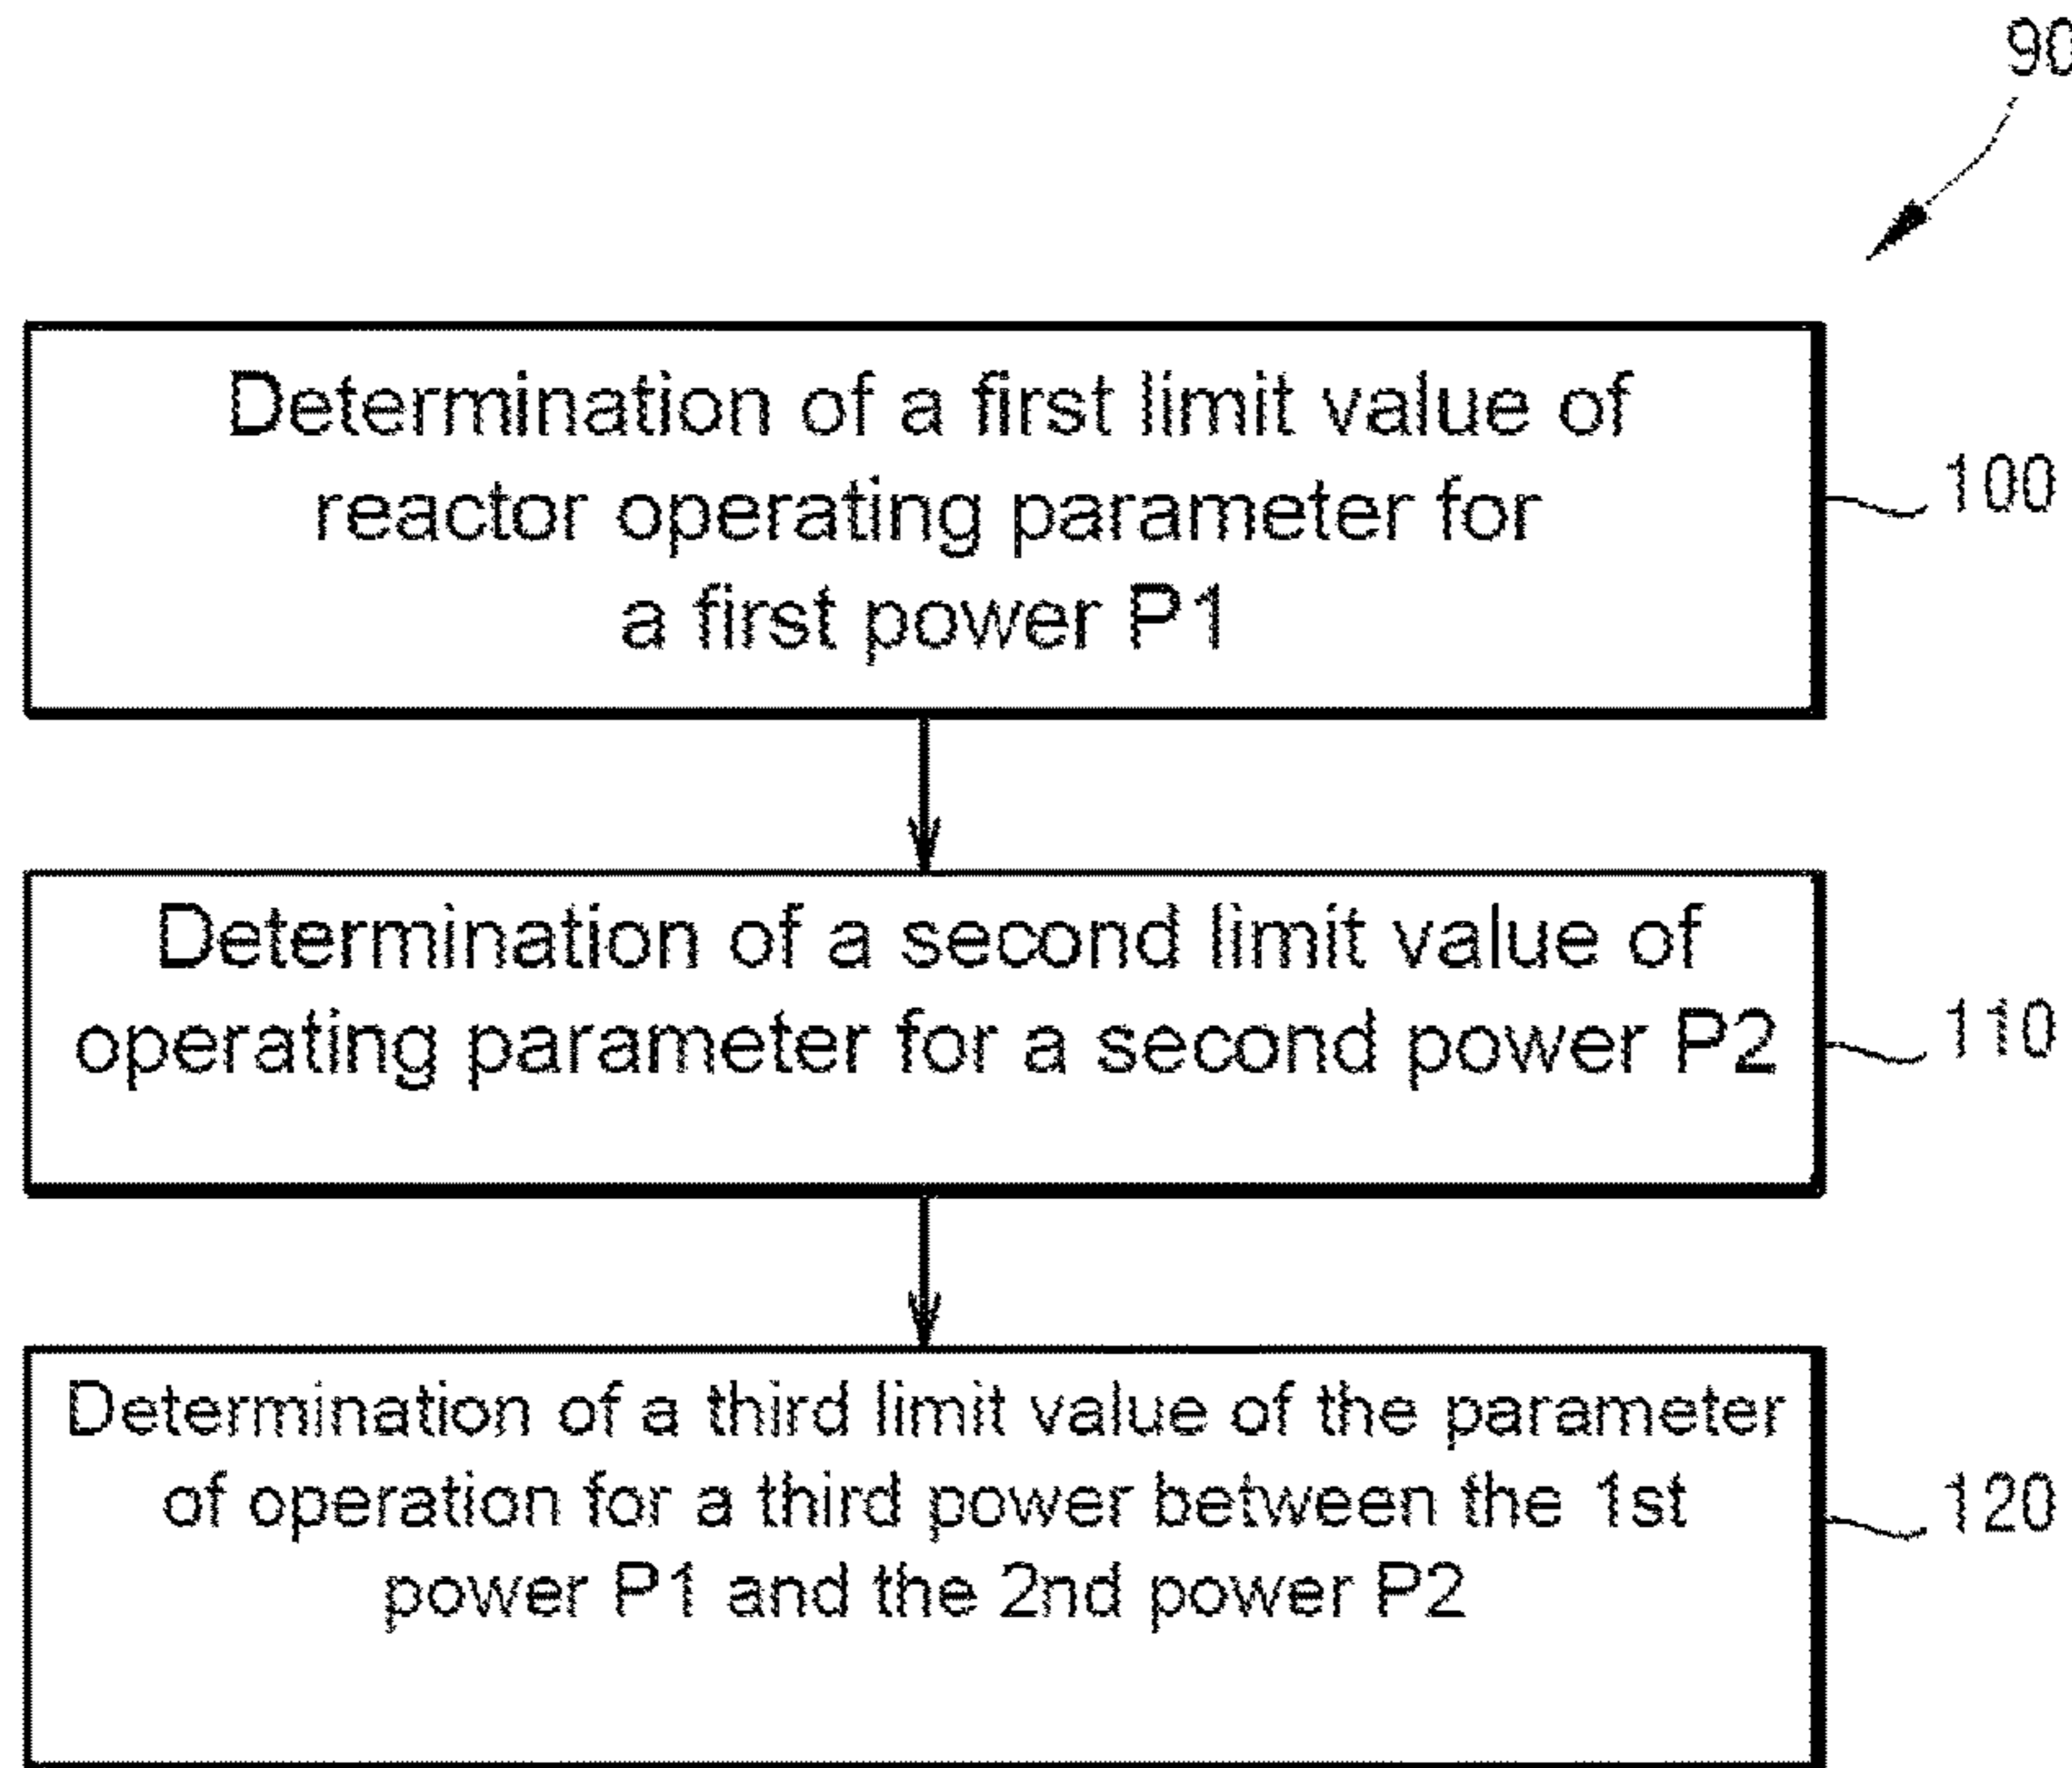 90
Determination of a first limit value of
reactor operating parameter for
a first power P1
100
Determination of a second limit value of
operating parameter for a second power P2
110
Determination of a third limit value of the parameter
of operation for a third power between the 1st
power P1 and the 2nd power P2
120